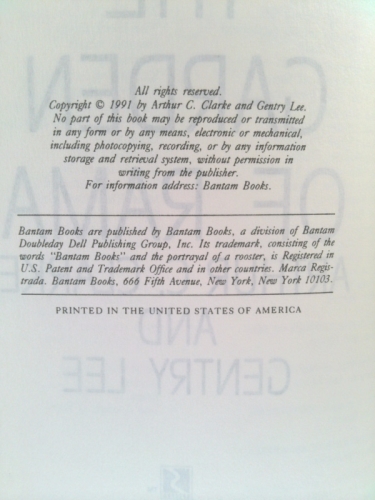 All rights reserved.
Copyright © 1991 by Arthur C. Clarke and Gentry Lee.
No part of this book may be reproduced or transmitted
in any form or by any means, electronic or mechanical,
including photocopying, recording, or by any information
storage and retrieval system, without permission in
writing from the publisher.
For information address: Bantam Books.
Bantam Books are published by Bantam Books, a division of Bantam
Doubleday Dell Publishing Group, Inc. Its trademark, consisting of the
words "Bantam Books" and the portrayal of a rooster, is Registered in
U.S. Patent and Trademark Office and in other countries. Marca Regis-
trada. Bantam Books, 666 Fifth Avenue, New York, New York 10103.
PRINTED IN THE UNITED STATES OF AMERICA